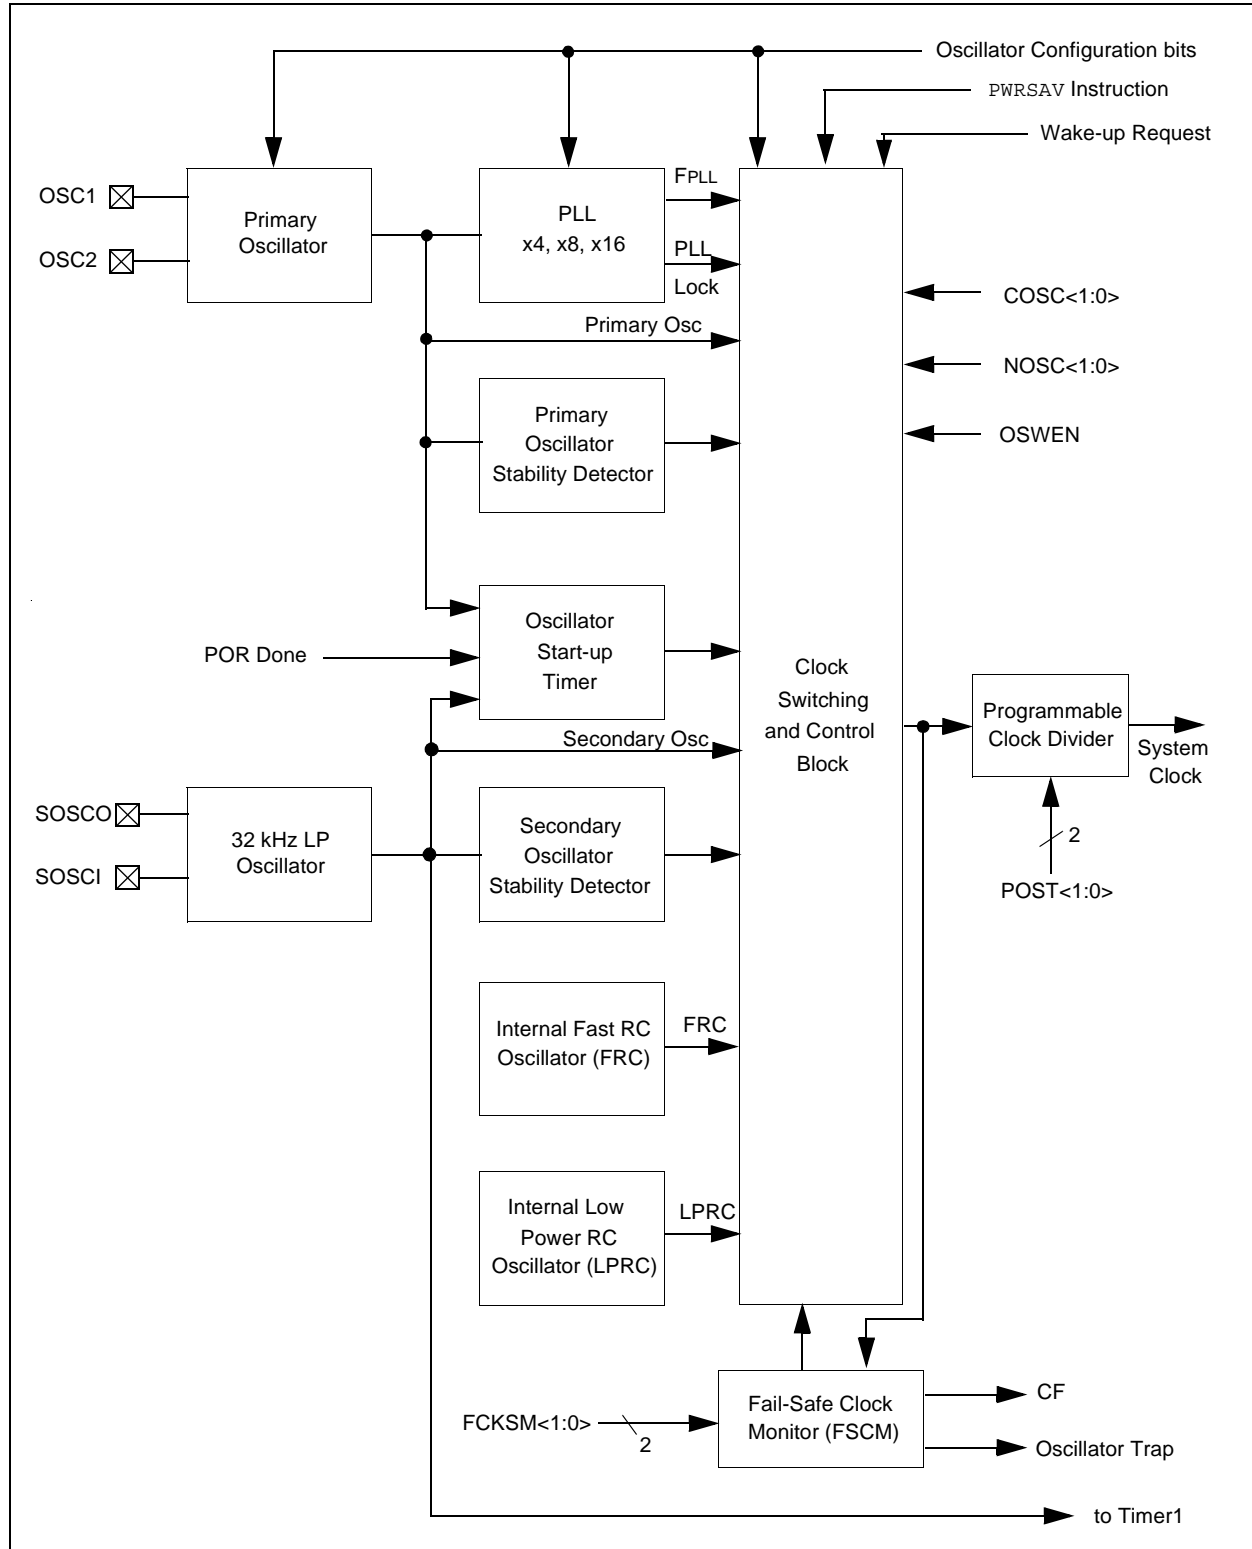 Oscillator Configuration bits
PWRSAV Instruction
Wake-up Request
OSC1
OSC2
Primary
Oscillator
PLL
x4, x8, x16
FPLL
PLL
Lock
Primary Osc
COSC<1:0>
NOSC<1:0>
OSWEN
Primary
Oscillator
Stability Detector
Oscillator
Start-up
Timer
POR Done
Clock
Switching
and Control
Block
Programmable
Clock Divider
System
Clock
2
POST<1:0>
Secondary Osc
SOSCO
SOSCI
32 kHz LP
Oscillator
Secondary
Oscillator
Stability Detector
Internal Fast RC
Oscillator (FRC)
FRC
Internal Low
Power RC
Oscillator (LPRC)
LPRC
FCKSM<1:0>
2
Fail-Safe Clock
Monitor (FSCM)
CF
Oscillator Trap
to Timer1